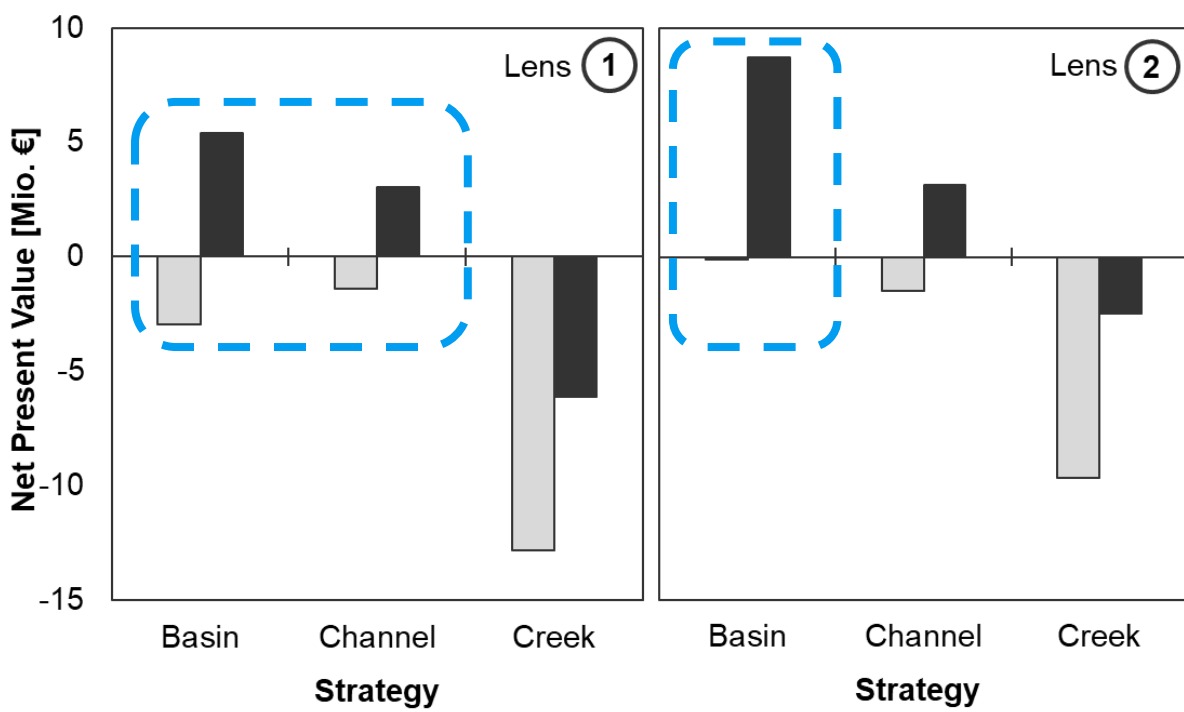 Net Present Value [Mio. €]
10
5
0
-5
-10
-15
Lens 1
Basin Channel Creek
Strategy
Lens 2
Basin Channel Creek
Strategy